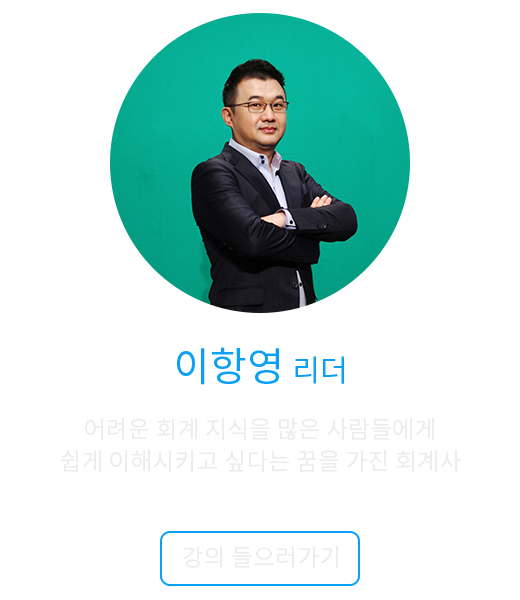 이항영 리더
어려운 회계 지식을 많은 사람들에게
쉽게 이해시키고 싶다는 꿈을 가진 회계사
강의 들으러가기